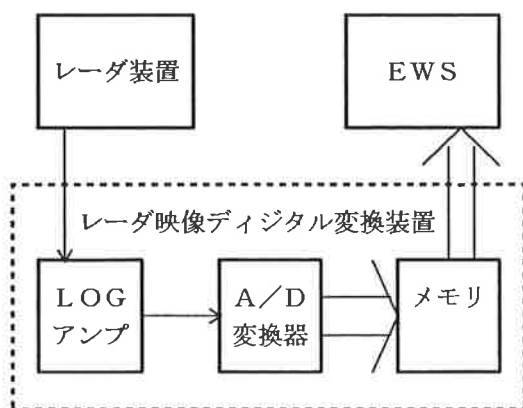 レーダ装置
ＥＷＳ
レーダ映像ディジタル変換装置
ＬＯＧ
アンプ
Ａ／Ｄ
変換器
メモリ